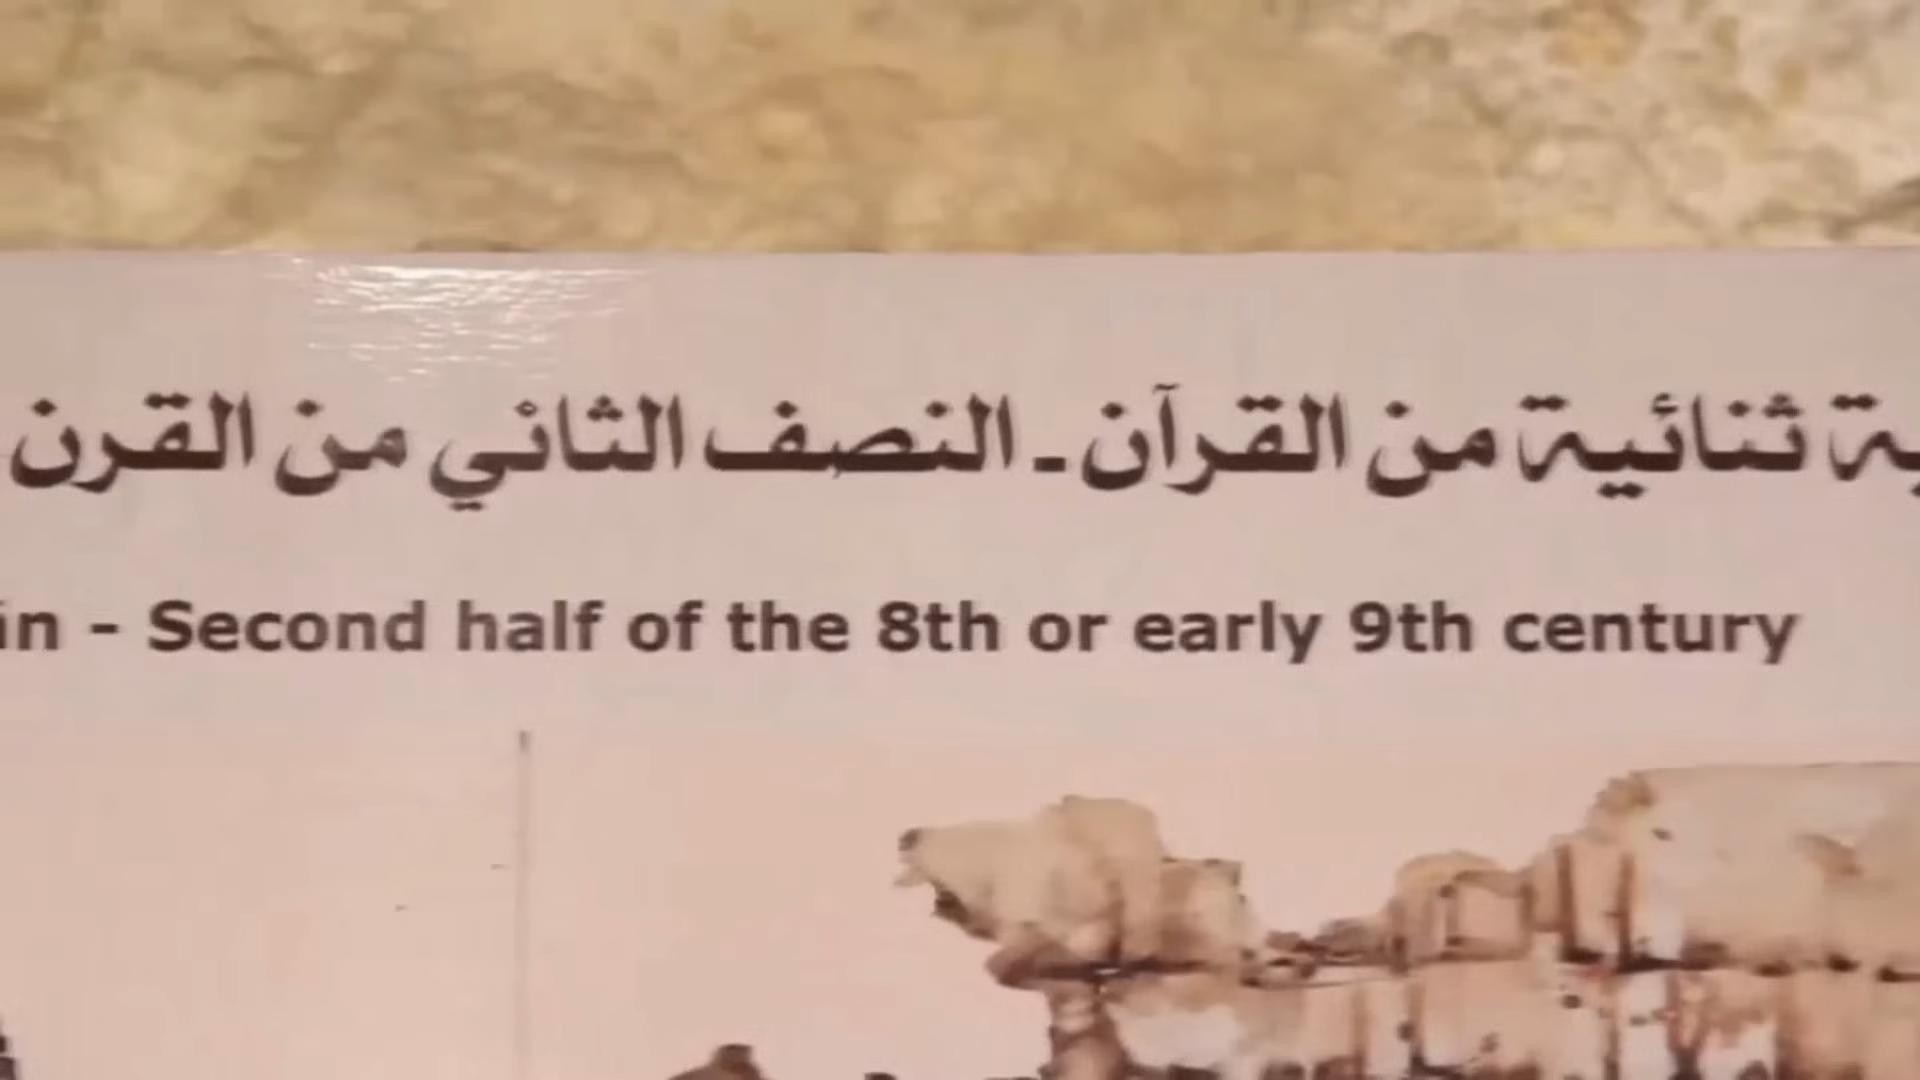 ثنائية من القرآن - النصف الثاني من القرن
- Second half of the 8th or early 9th century